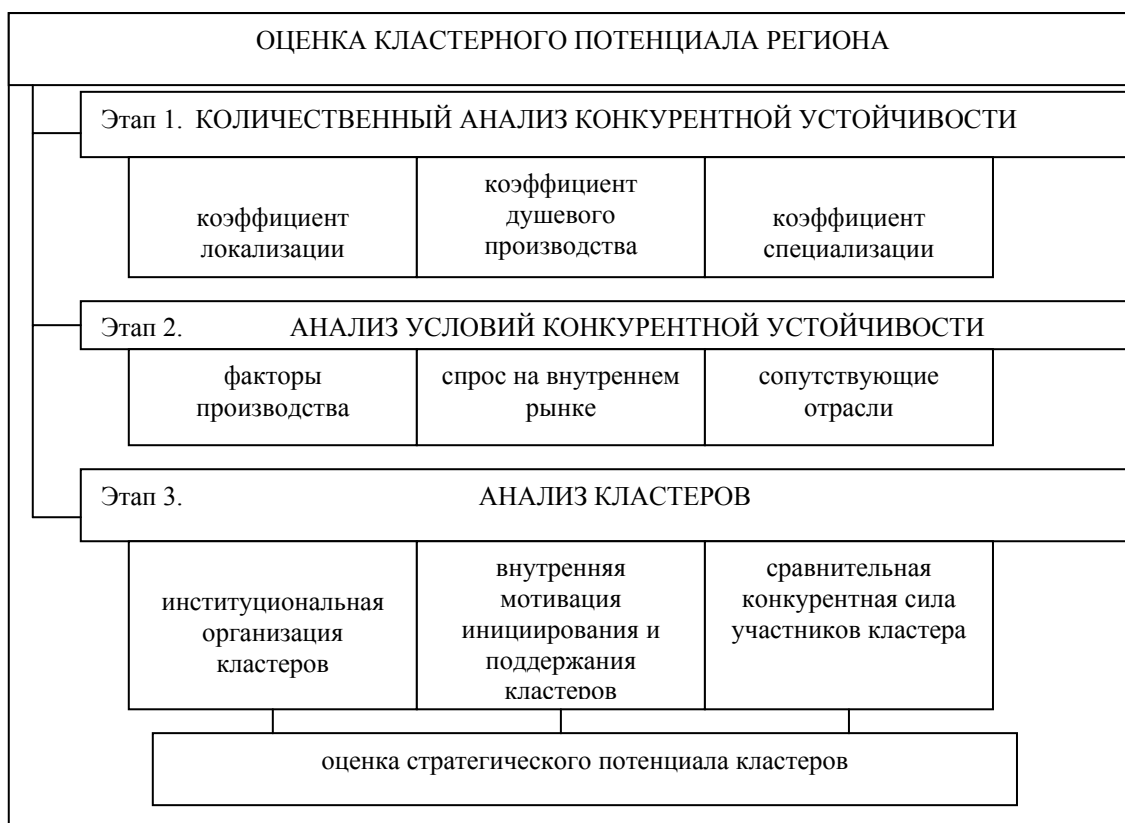 ОЦЕНКА КЛАСТЕРНОГО ПОТЕНЦИАЛА РЕГИОНА
Этап 1. КОЛИЧЕСТВЕННЫЙ АНАЛИЗ КОНКУРЕНТНОЙ УСТОЙЧИВОСТИ
коэффициент
локализации
коэффициент
душевого
производства
коэффициент
специализации
Этап 2. АНАЛИЗ УСЛОВИЙ КОНКУРЕНТНОЙ УСТОЙЧИВОСТИ
факторы
производства
спрос на внутреннем
рынке
сопутствующие
отрасли
Этап 3. АНАЛИЗ КЛАСТЕРОВ
институциональная
организация
кластеров
внутренняя
мотивация
инициирования и
поддержания
кластеров
сравнительная
конкурентная сила
участников кластера
оценка стратегического потенциала кластеров